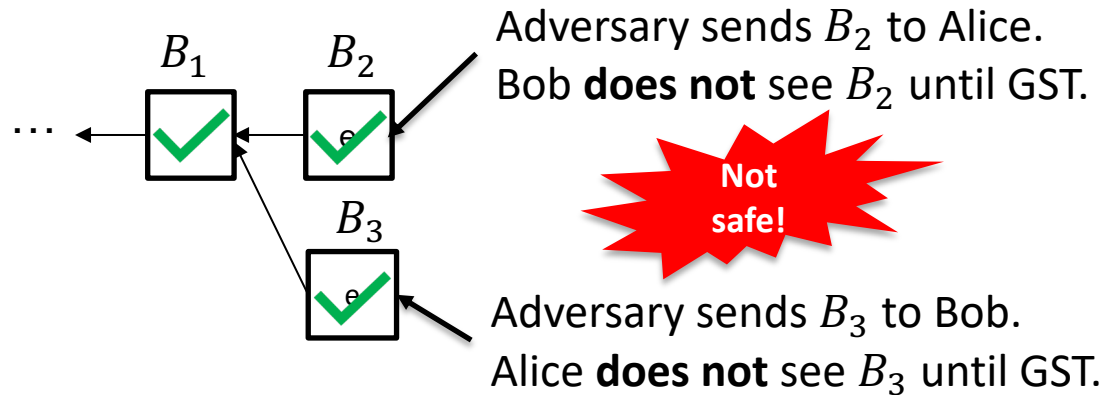 Adversary sends B₂ to Alice.
B₁
B₂
Bob does not see B₂ until GST.
...
e
Not
safe!
B₃
e
Adversary sends B₃ to Bob.
Alice does not see B₃ until GST.